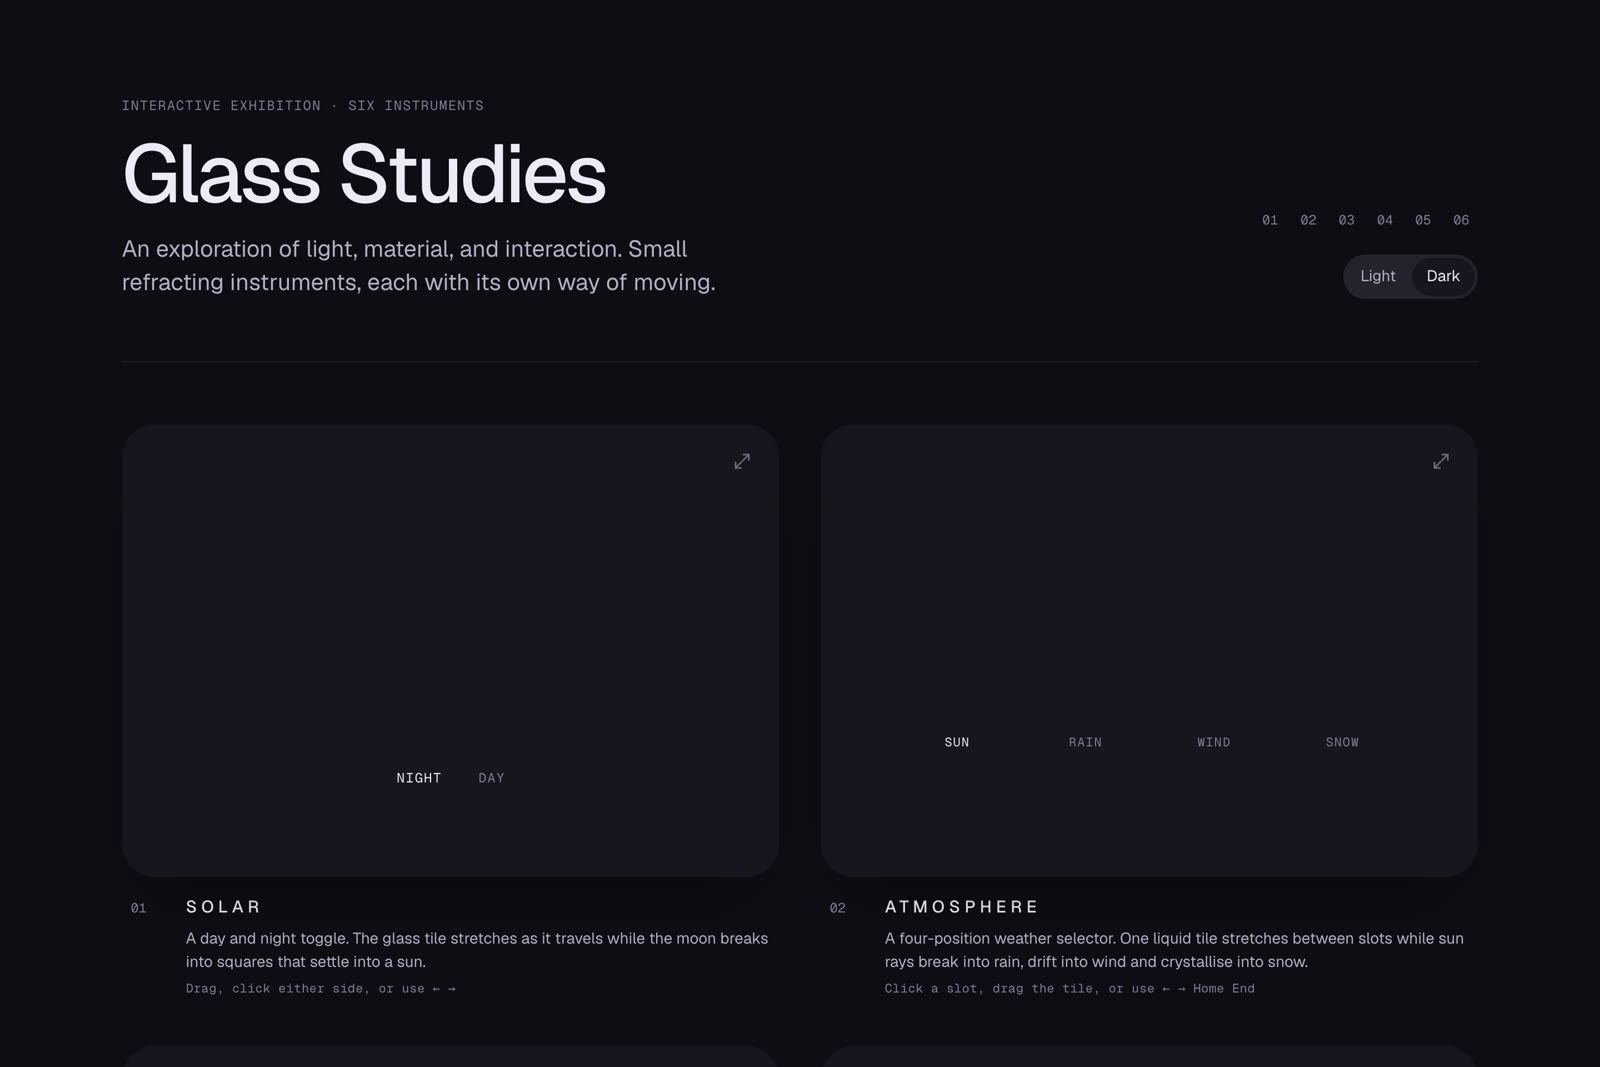 INTERACTIVE EXHIBITION · SIX INSTRUMENTS
Glass Studies
An exploration of light, material, and interaction. Small
refracting instruments, each with its own way of moving.
01 02 03 04 05 06
Light Dark
NIGHT DAY
SUN RAIN WIND SNOW
01 SOLAR
A day and night toggle. The glass tile stretches as it travels while the moon breaks
into squares that settle into a sun.
Drag, click either side, or use ← →
02 ATMOSPHERE
A four-position weather selector. One liquid tile stretches between slots while sun
rays break into rain, drift into wind and crystallise into snow.
Click a slot, drag the tile, or use ← → Home End